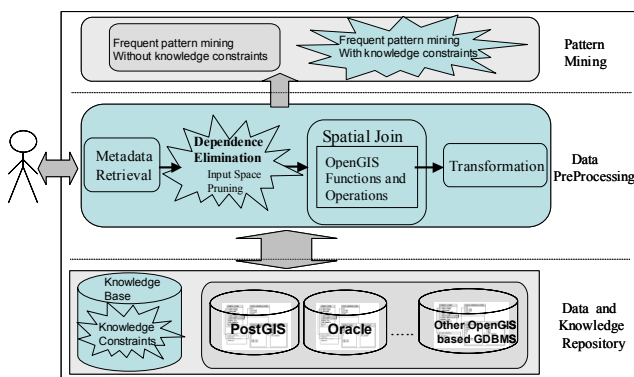 Frequent pattern mining
Without knowledge constraints
Frequent pattern mining
With knowledge constraints
Pattern
Mining
Metadata
Retrieval
Dependence
Elimination
Input Space
Pruning
Spatial Join
OpenGIS
Functions and
Operations
Transformation
Data
PreProcessing
Knowledge
Base
Knowledge
Constraints
PostGIS
Oracle
.....
Other OpenGIS
based GDBMS
Data and
Knowledge
Repository